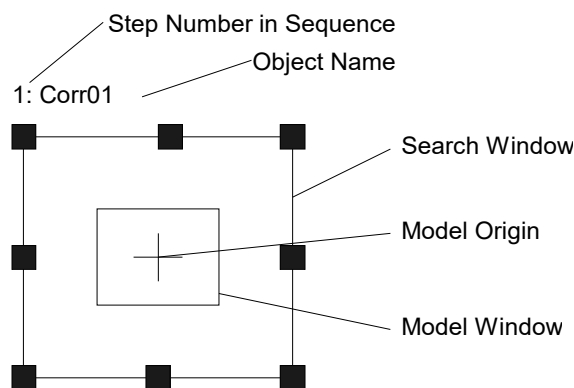 Step Number in Sequence
Object Name
1: Corr01
Search Window
Model Origin
Model Window